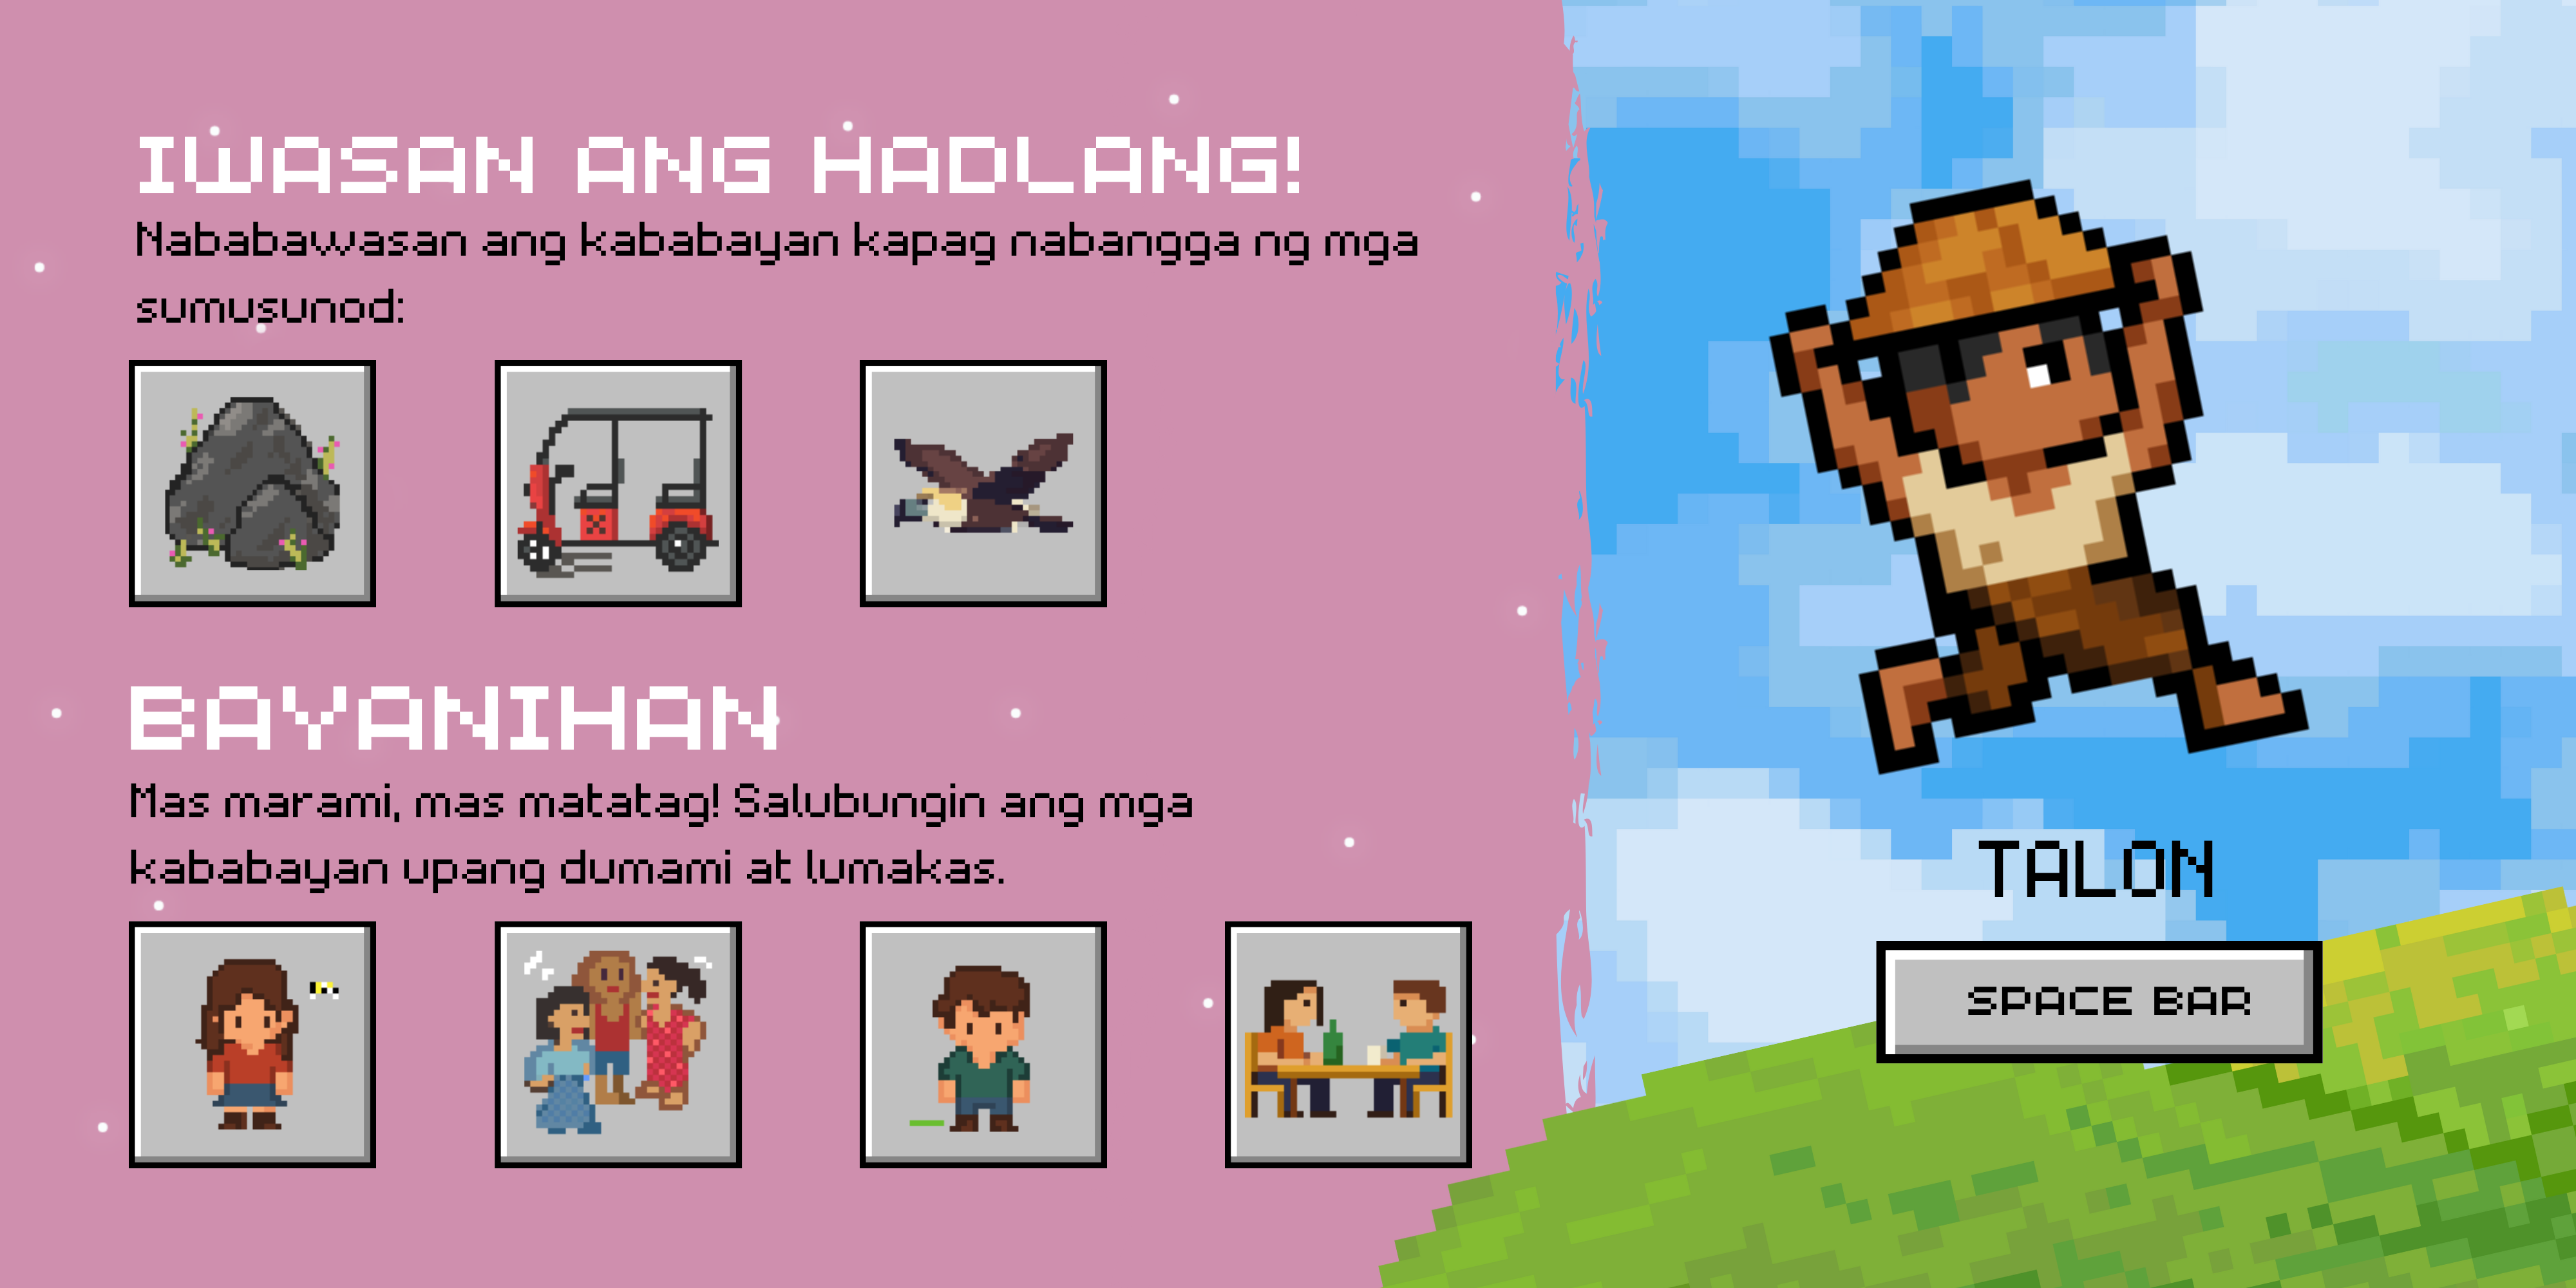 IWASAN ANG HADLANG!
Nababawasan ang kababayan kapag nabangga ng mga
sumusunod:
BAYANIHAN
Mas marami, mas matatag! Salubungin ang mga
kababayan upang dumami at lumakas.
TALON
SPACE BAR